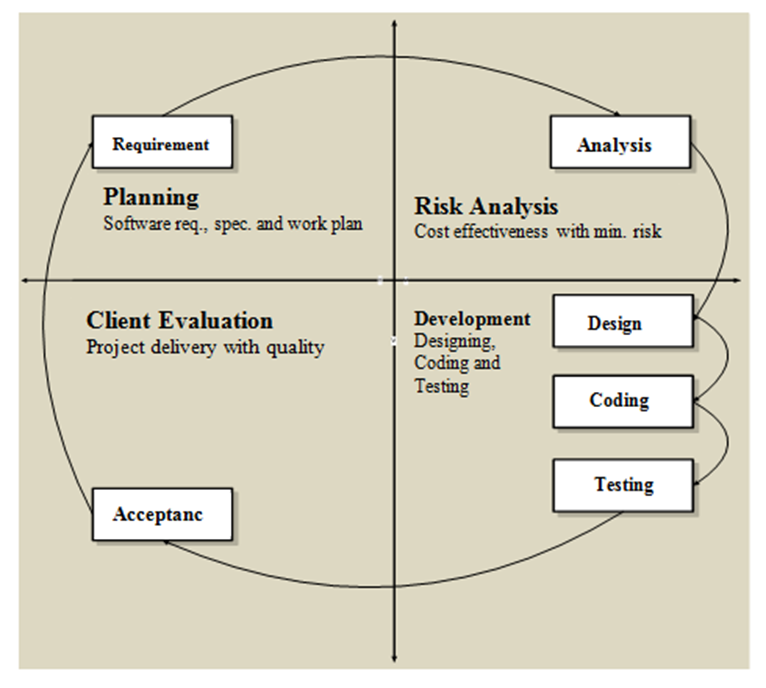 Requirement
Planning
Software req., spec. and work plan
Analysis
Risk Analysis
Cost effectiveness with min. risk
Client Evaluation
Project delivery with quality
Acceptanc
Development
Designing,
Coding and
Testing
Design
Coding
Testing